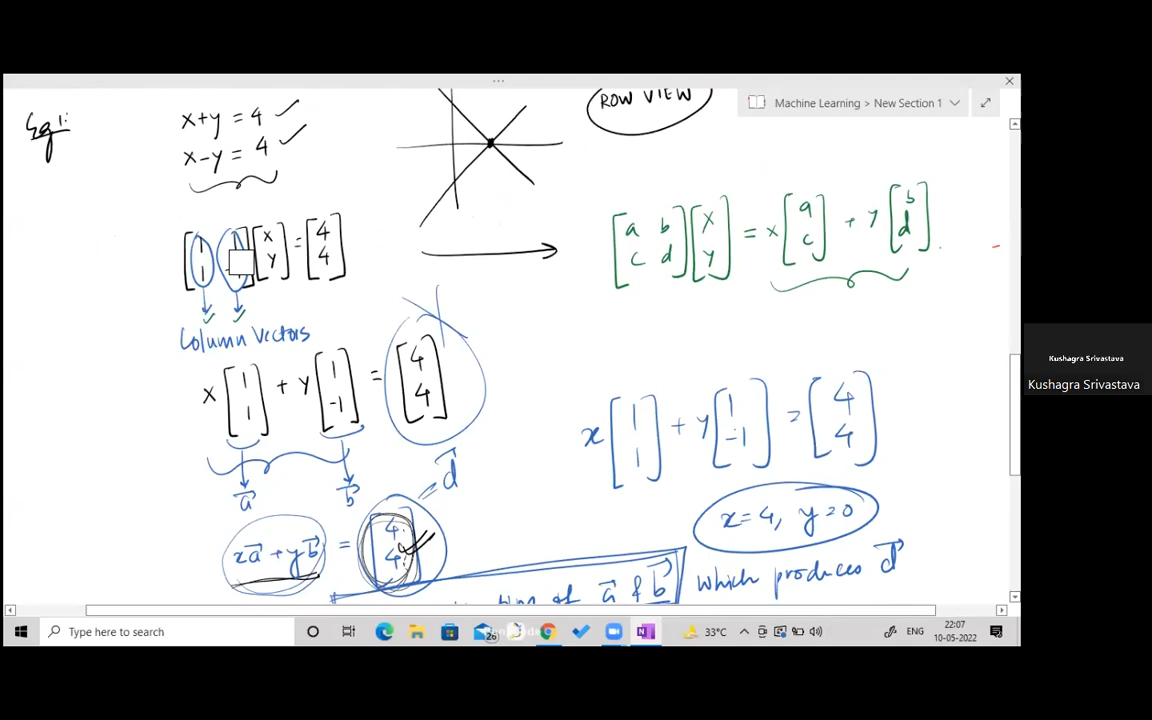 ROW VIEW
Machine Learning > New Section 1
Eg1:
x+y = 4
x-y = 4
[1 1] [x] = [4]
[1 -1] [y] [4]
[a b] [x] = x [a] + y [b]
[c d] [y] [c] [d]
Column Vectors
x [1] + y [1] = [4]
[1] [-1] [4]
a b
= d
x [1] + y [1] = [4]
[1] [-1] [4]
x=4, y=0
xa + yb = [4]
[4]
of a & b which produces d
Kushagra Srivastava
Kushagra Srivastava
Type here to search
26
33°C
ENG
22:07
10-05-2022